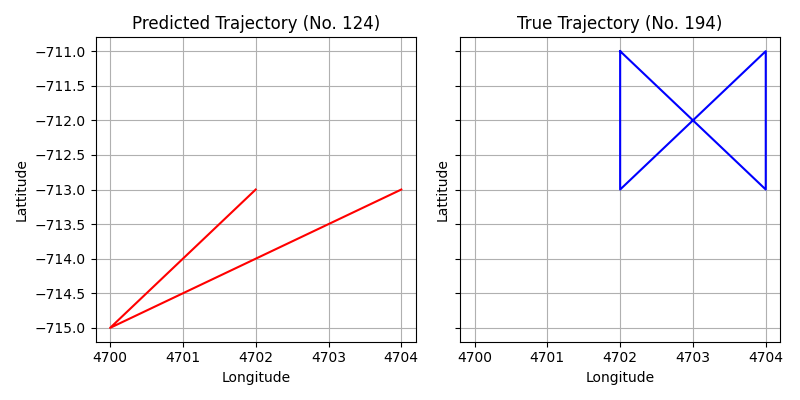 Predicted Trajectory (No. 124)
Lattitude
−711.0
−711.5
−712.0
−712.5
−713.0
−713.5
−714.0
−714.5
−715.0
4700 4701 4702 4703 4704
Longitude
True Trajectory (No. 194)
Lattitude
4700 4701 4702 4703 4704
Longitude